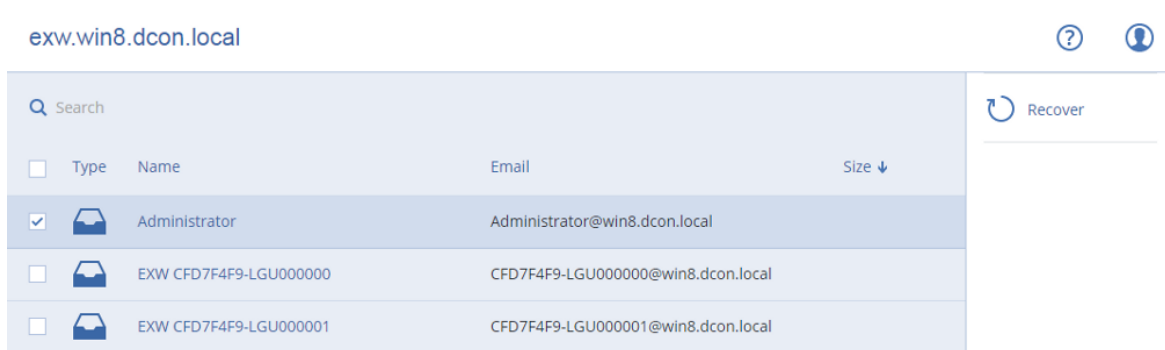 exw.win8.dcon.local
Search
Recover
Type Name Email Size
Administrator Administrator@win8.dcon.local
EXW CFD7F4F9-LGU000000 CFD7F4F9-LGU000000@win8.dcon.local
EXW CFD7F4F9-LGU000001 CFD7F4F9-LGU000001@win8.dcon.local